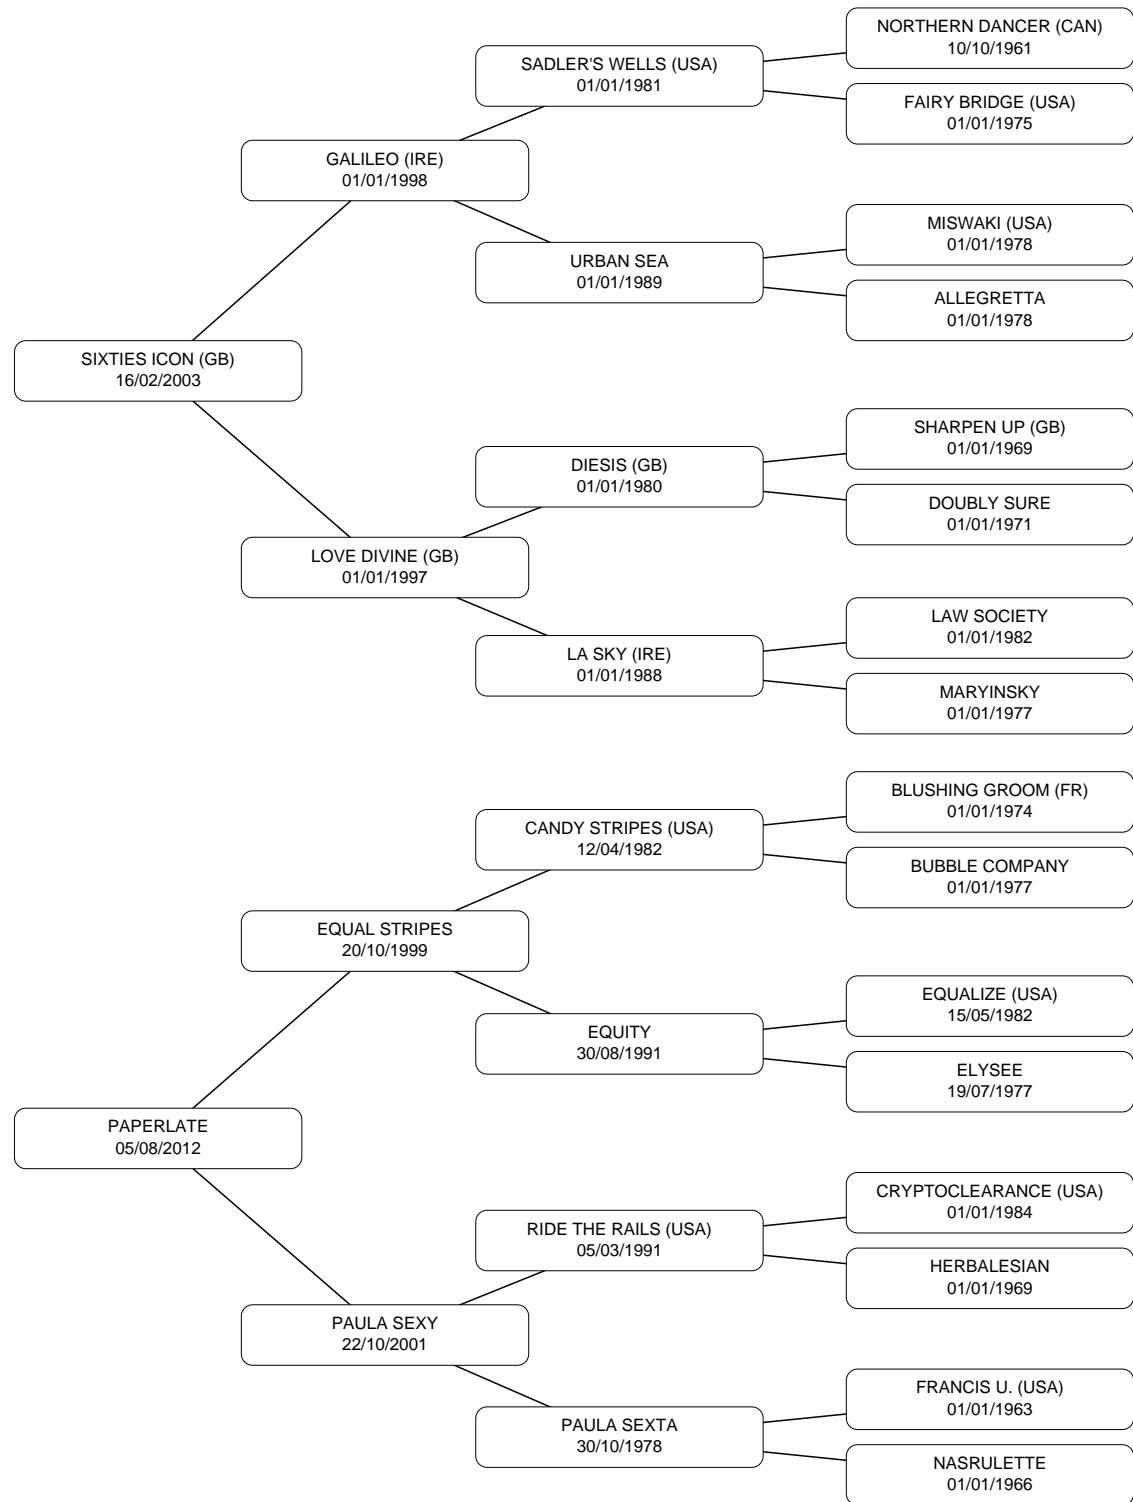 NORTHERN DANCER (CAN)
10/10/1961
SADLER'S WELLS (USA)
01/01/1981
FAIRY BRIDGE (USA)
01/01/1975
GALILEO (IRE)
01/01/1998
MISWAKI (USA)
01/01/1978
URBAN SEA
01/01/1989
ALLEGRETTA
01/01/1978
SIXTIES ICON (GB)
16/02/2003
SHARPEN UP (GB)
01/01/1969
DIESIS (GB)
01/01/1980
DOUBLY SURE
01/01/1971
LOVE DIVINE (GB)
01/01/1997
LAW SOCIETY
01/01/1982
LA SKY (IRE)
01/01/1988
MARYINSKY
01/01/1977
BLUSHING GROOM (FR)
01/01/1974
CANDY STRIPES (USA)
12/04/1982
BUBBLE COMPANY
01/01/1977
EQUAL STRIPES
20/10/1999
EQUALIZE (USA)
15/05/1982
EQUITY
30/08/1991
ELYSEE
19/07/1977
PAPERLATE
05/08/2012
CRYPTOCLEARANCE (USA)
01/01/1984
RIDE THE RAILS (USA)
05/03/1991
HERBALESIAN
01/01/1969
PAULA SEXY
22/10/2001
FRANCIS U. (USA)
01/01/1963
PAULA SEXTA
30/10/1978
NASRULETTE
01/01/1966